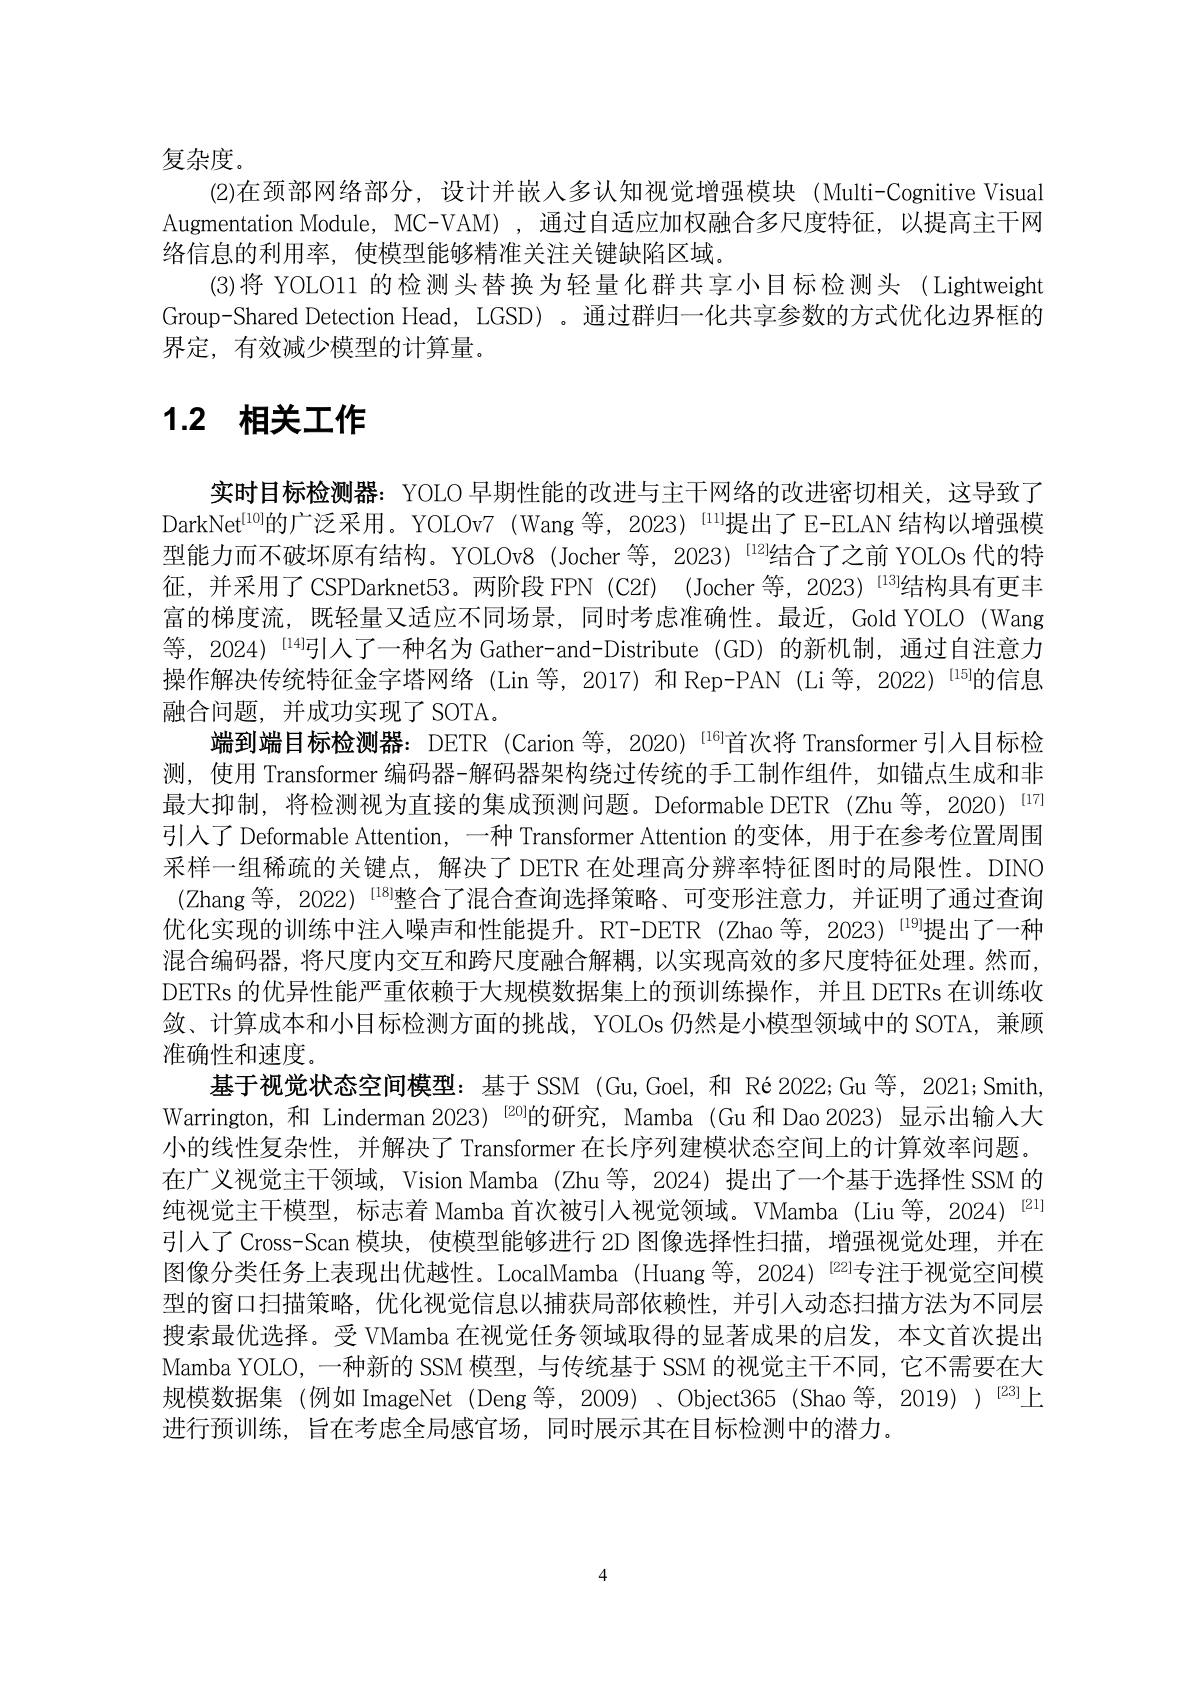 复杂度。
(2)在颈部网络部分，设计并嵌入多认知视觉增强模块（Multi-Cognitive Visual
Augmentation Module，MC-VAM），通过自适应加权融合多尺度特征，以提高主干网
络信息的利用率，使模型能够精准关注关键缺陷区域。
(3)将 YOLO11 的检测头替换为轻量化群共享小目标检测头（Lightweight
Group-Shared Detection Head，LGSD）。通过群归一化共享参数的方式优化边界框的
界定，有效减少模型的计算量。
1.2 相关工作
实时目标检测器：YOLO 早期性能的改进与主干网络的改进密切相关，这导致了
DarkNet[10]的广泛采用。YOLOv7（Wang 等，2023）[11]提出了 E-ELAN 结构以增强模
型能力而不破坏原有结构。YOLOv8（Jocher 等，2023）[12]结合了之前 YOLOs 代的特
征，并采用了 CSPDarknet53。两阶段 FPN（C2f）（Jocher 等，2023）[13]结构具有更丰
富的梯度流，既轻量又适应不同场景，同时考虑准确性。最近，Gold YOLO（Wang
等，2024）[14]引入了一种名为 Gather-and-Distribute（GD）的新机制，通过自注意力
操作解决传统特征金字塔网络（Lin 等，2017）和 Rep-PAN（Li 等，2022）[15]的信息
融合问题，并成功实现了 SOTA。
端到端目标检测器：DETR（Carion 等，2020）[16]首次将 Transformer 引入目标检
测，使用 Transformer 编码器-解码器架构绕过传统的手工制作组件，如锚点生成和非
最大抑制，将检测视为直接的集成预测问题。Deformable DETR（Zhu 等，2020）[17]
引入了 Deformable Attention，一种 Transformer Attention 的变体，用于在参考位置周围
采样一组稀疏的关键点，解决了 DETR 在处理高分辨率特征图时的局限性。DINO
（Zhang 等，2022）[18]整合了混合查询选择策略、可变形注意力，并证明了通过查询
优化实现的训练中注入噪声和性能提升。RT-DETR（Zhao 等，2023）[19]提出了一种
混合编码器，将尺度内交互和跨尺度融合解耦，以实现高效的多尺度特征处理。然而，
DETRs 的优异性能严重依赖于大规模数据集上的预训练操作，并且 DETRs 在训练收
敛、计算成本和小目标检测方面的挑战，YOLOs 仍然是小模型领域中的 SOTA，兼顾
准确性和速度。
基于视觉状态空间模型：基于 SSM（Gu, Goel, 和 Ré 2022; Gu 等，2021; Smith,
Warrington, 和 Linderman 2023）[20]的研究，Mamba（Gu 和 Dao 2023）显示出输入大
小的线性复杂性，并解决了 Transformer 在长序列建模状态空间上的计算效率问题。
在广义视觉主干领域，Vision Mamba（Zhu 等，2024）提出了一个基于选择性 SSM 的
纯视觉主干模型，标志着 Mamba 首次被引入视觉领域。VMamba（Liu 等，2024）[21]
引入了 Cross-Scan 模块，使模型能够进行 2D 图像选择性扫描，增强视觉处理，并在
图像分类任务上表现出优越性。LocalMamba（Huang 等，2024）[22]专注于视觉空间模
型的窗口扫描策略，优化视觉信息以捕获局部依赖性，并引入动态扫描方法为不同层
搜索最优选择。受 VMamba 在视觉任务领域取得的显著成果的启发，本文首次提出
Mamba YOLO，一种新的 SSM 模型，与传统基于 SSM 的视觉主干不同，它不需要在大
规模数据集（例如 ImageNet（Deng 等，2009）、Object365（Shao 等，2019））[23]上
进行预训练，旨在考虑全局感官场，同时展示其在目标检测中的潜力。
4